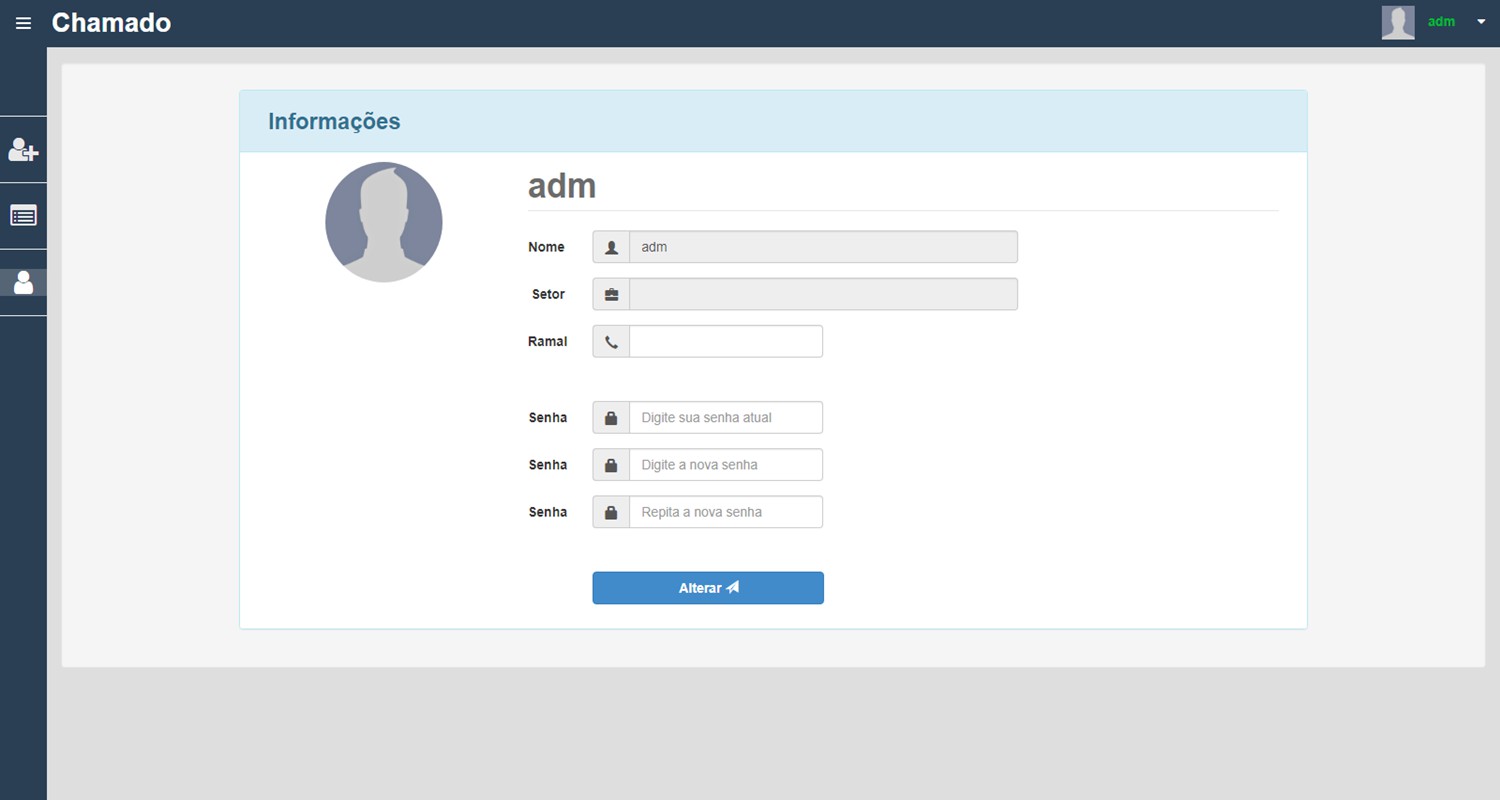 Chamado
adm
Informações
adm
Nome adm
Setor
Ramal
Senha Digite sua senha atual
Senha Digite a nova senha
Senha Repita a nova senha
Alterar